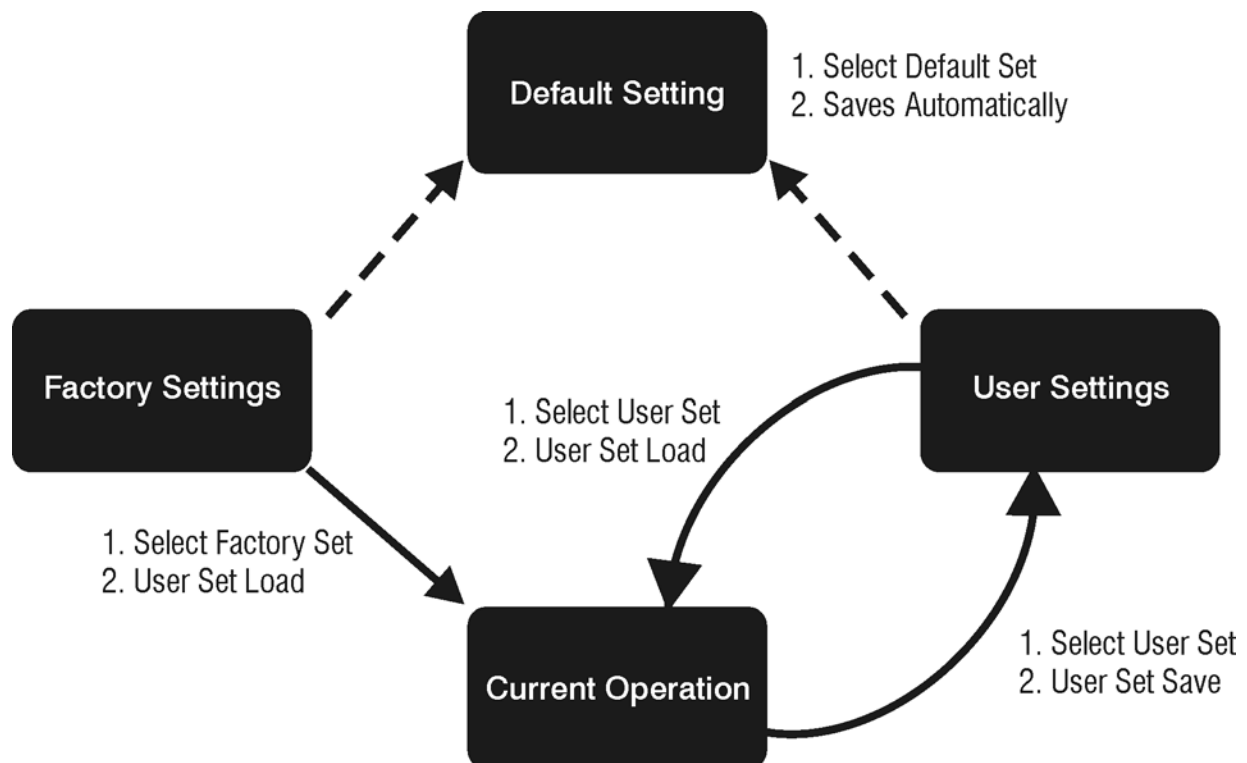 Default Setting
1. Select Default Set
2. Saves Automatically
Factory Settings
User Settings
1. Select User Set
2. User Set Load
1. Select Factory Set
2. User Set Load
Current Operation
1. Select User Set
2. User Set Save